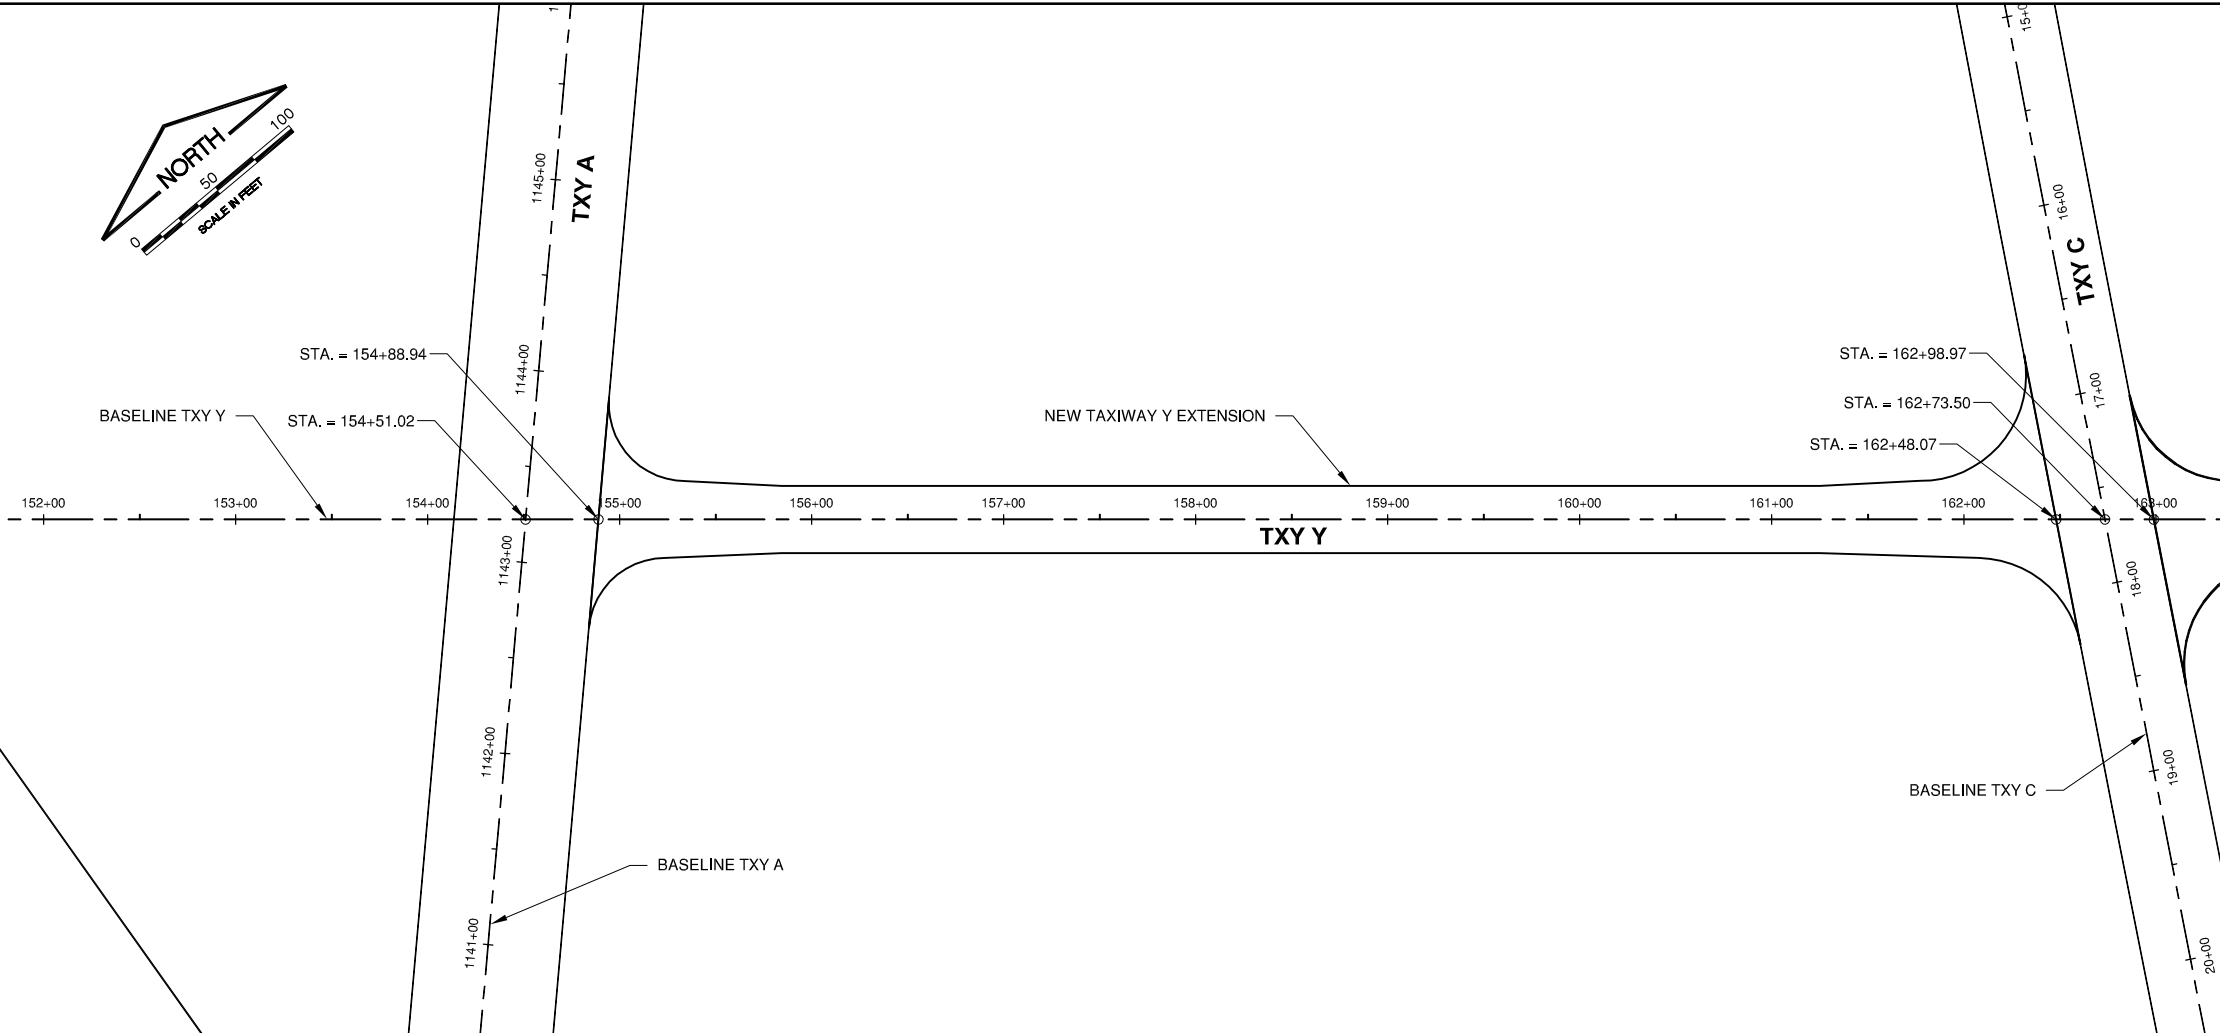 15+0
100
NORTH
50
SCALE IN FEET
0
1145+00
TXY A
16+00
TXY C
STA. = 154+88.94
1144+00
STA. = 162+98.97
17+00
BASELINE TXY Y
STA. = 154+51.02
NEW TAXIWAY Y EXTENSION
STA. = 162+73.50
STA. = 162+48.07
152+00
153+00
154+00
155+00
156+00
157+00
158+00
159+00
160+00
161+00
162+00
163+00
TXY Y
1143+00
18+00
1142+00
19+00
BASELINE TXY C
BASELINE TXY A
1141+00
20+00